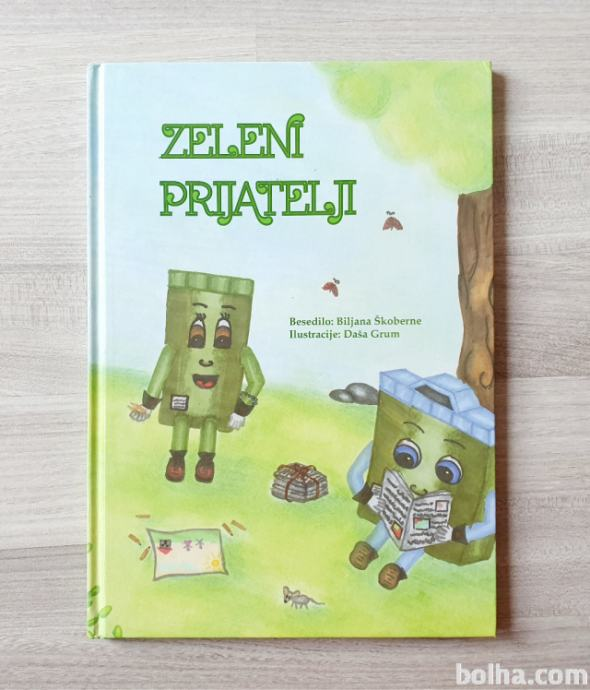 ZELENI
PRIJATELJI
Besedilo: Biljana Škoberne
Ilustracije: Daša Grum
bolha.com